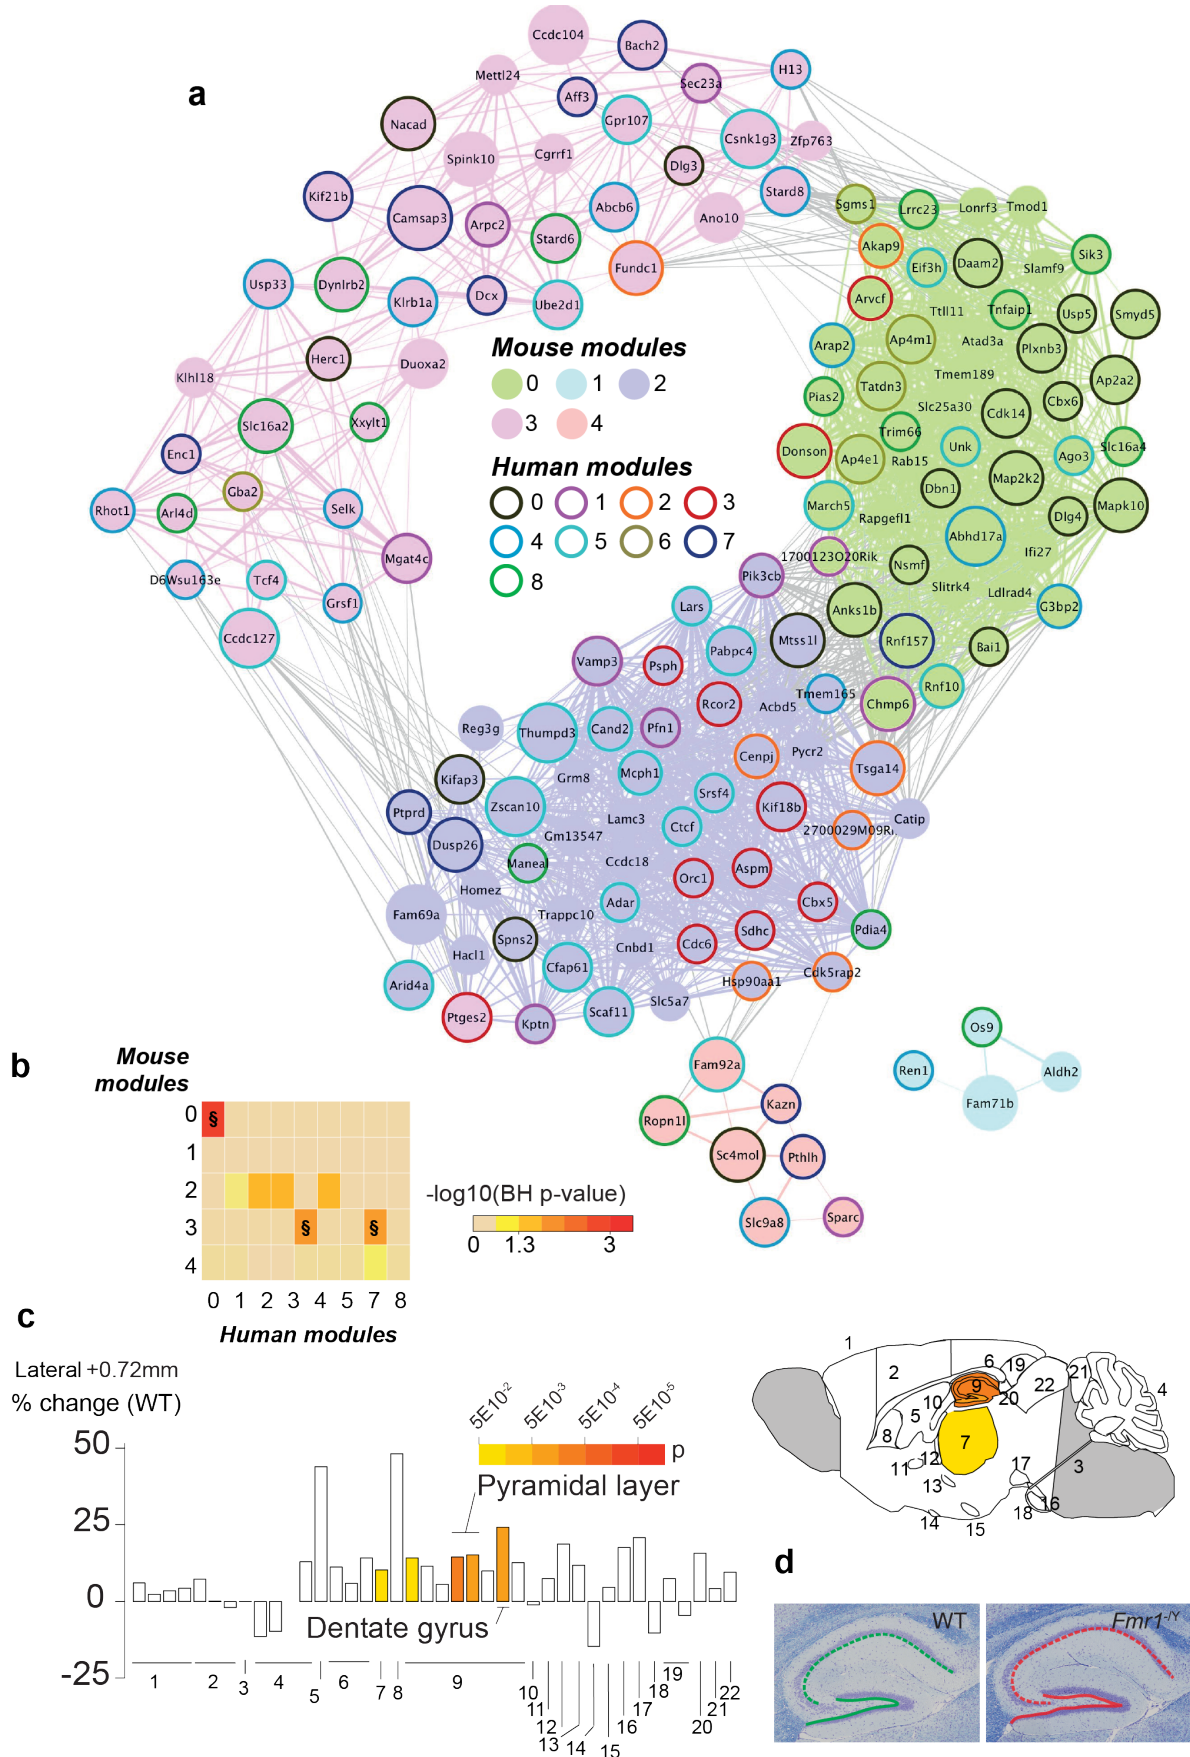 a
Ccdc104
Bach2
Mettl24
H13
Sec23a
Aff3
Nacad
Gpr107
Csnk1g3
Zfp763
Spink10
Cgrrf1
Dlg3
Kif21b
Stard8
Camsap3
Arpc2
Abcb6
Ano10
Stard6
Sgms1
Lrrc23
Lonrf3
Tmod1
Akap9
Eif3h
Daam2
Slamf9
Sik3
Fundc1
Usp33
Dynlrb2
Klrb1a
Dcx
Ube2d1
Arvcf
Ttll11
Tnfaip1
Usp5
Smyd5
Arap2
Ap4m1
Atad3a
Plxnb3
Herc1
Duoxa2
Klhl18
Tmem189
Ap2a2
Pias2
Tatdn3
Slc25a30
Cdk14
Cbx6
Slc16a2
Xxylt1
Trim66
Donson
Ap4e1
Rab15
Unk
Ago3
Slc16a4
Enc1
Gba2
Dbn1
Map2k2
Rhot1
Arl4d
Selk
March5
Rapgefl1
Abhd17a
Dlg4
Mapk10
Mgat4c
1700123O20Rik
Nsmf
Ifi27
D6Wsu163e
Tcf4
Grsf1
Pik3cb
Slitrk4
Ldlrad4
Lars
Anks1b
G3bp2
Ccdc127
Mtss1l
Rnf157
Bai1
Vamp3
Psph
Pabpc4
Tmem165
Rnf10
Rcor2
Acbd5
Chmp6
Reg3g
Thumpd3
Cand2
Pfn1
Cenpj
Pycr2
Tsga14
Kifap3
Grm8
Mcph1
Srsf4
Kif18b
Ptprd
Zscan10
Lamc3
Ctcf
2700029M09Ri
Catip
Dusp26
Gm13547
Maneal
Ccdc18
Orc1
Aspm
Homez
Adar
Cbx5
Fam69a
Trappc10
Spns2
Cnbd1
Cdc6
Sdhc
Pdia4
Hacl1
Cfap61
Arid4a
Hsp90aa1
Cdk5rap2
Ptges2
Kptn
Scaf11
Slc5a7
Fam92a
Kazn
Ropn1l
Sc4mol
Pthlh
Slc9a8
Sparc
Os9
Ren1
Aldh2
Fam71b
Mouse modules
0 1 2
3 4
Human modules
0 1 2 3
4 5 6 7
8
b
Mouse
modules
0 §
1
2
3 § §
4
0 1 2 3 4 5 7 8
Human modules
-log10(BH p-value)
0 1.3 3
c
Lateral +0.72mm
% change (WT)
50
25
0
-25
5E10-2 5E10-3 5E10-4 5E10-5
p
Pyramidal layer
Dentate gyrus
1 2 3 4 5 6 7 8 9 10 11 12 13 14 15 16 17 18 19 20 21 22
1
2
6
19
21
4
9
20
22
10
5
8
7
11
12
13
17
3
18
16
14
15
d
WT
Fmr1-/Y